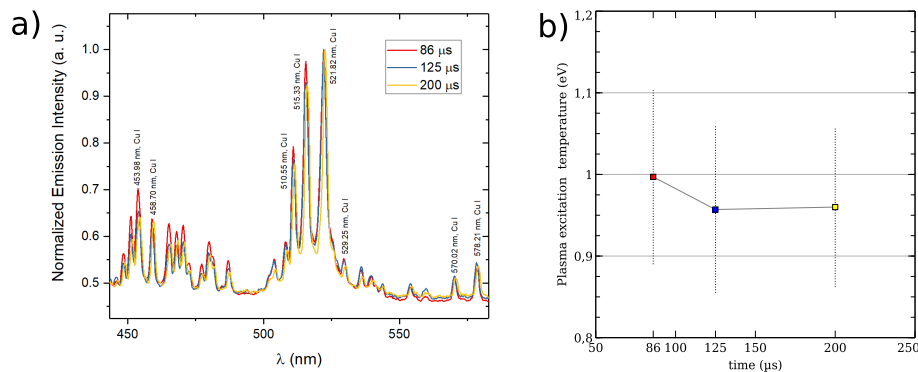 a)
Normalized Emission Intensity (a. u.)
1.0
0.9
0.8
0.7
0.6
0.5
450
500
550
λ (nm)
453.98 nm, Cu I
458.70 nm, Cu I
510.55 nm, Cu I
515.33 nm, Cu I
521.82 nm, Cu I
529.25 nm, Cu I
570.02 nm, Cu I
578.21 nm, Cu I
86 µs
125 µs
200 µs
b)
Plasma excitation temperature (eV)
1,2
1,1
1
0,9
0,8
50
86
100
125
150
200
250
time (µs)